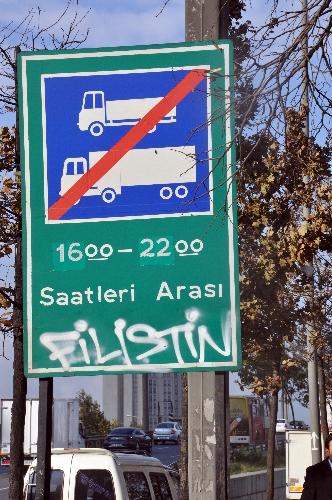 16⁰⁰ - 22⁰⁰
Saatleri Arası
FiLiSTiN